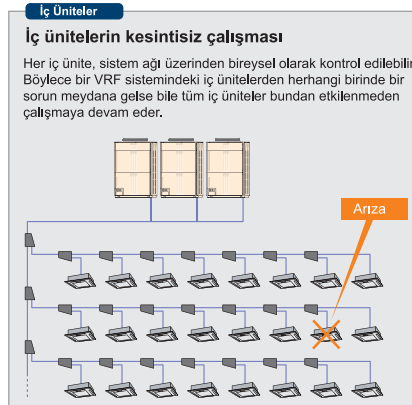 İç Üniteler
İç ünitelerin kesintisiz çalışması
Her iç ünite, sistem ağı üzerinden bireysel olarak kontrol edilebilir
Böylece bir VRF sistemindeki iç ünitelerden herhangi birinde bir
sorun meydana gelse bile tüm iç üniteler bundan etkilenmeden
çalışmaya devam eder.
Arıza